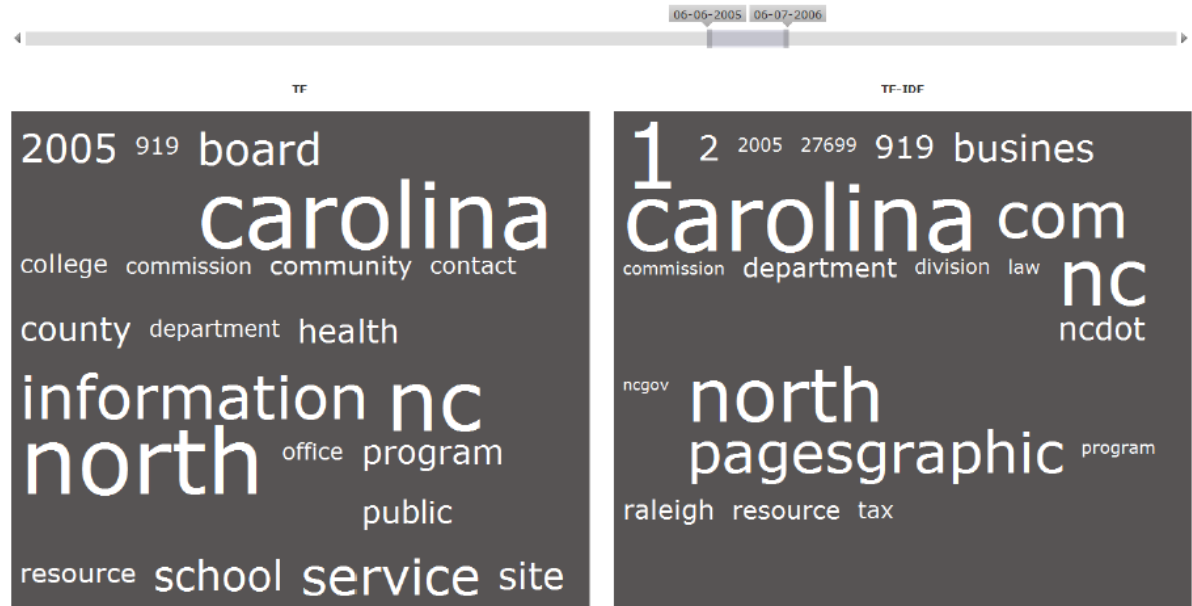 06-06-2005 06-07-2006
TF
2005 919 board
carolina
college commission community contact
county department health
information nc
north office program
public
resource school service site
TF-IDF
1 2 2005 27699 919 busines
carolina com
commission department division law nc
ncdot
ncgov north
pagesgraphic program
raleigh resource tax